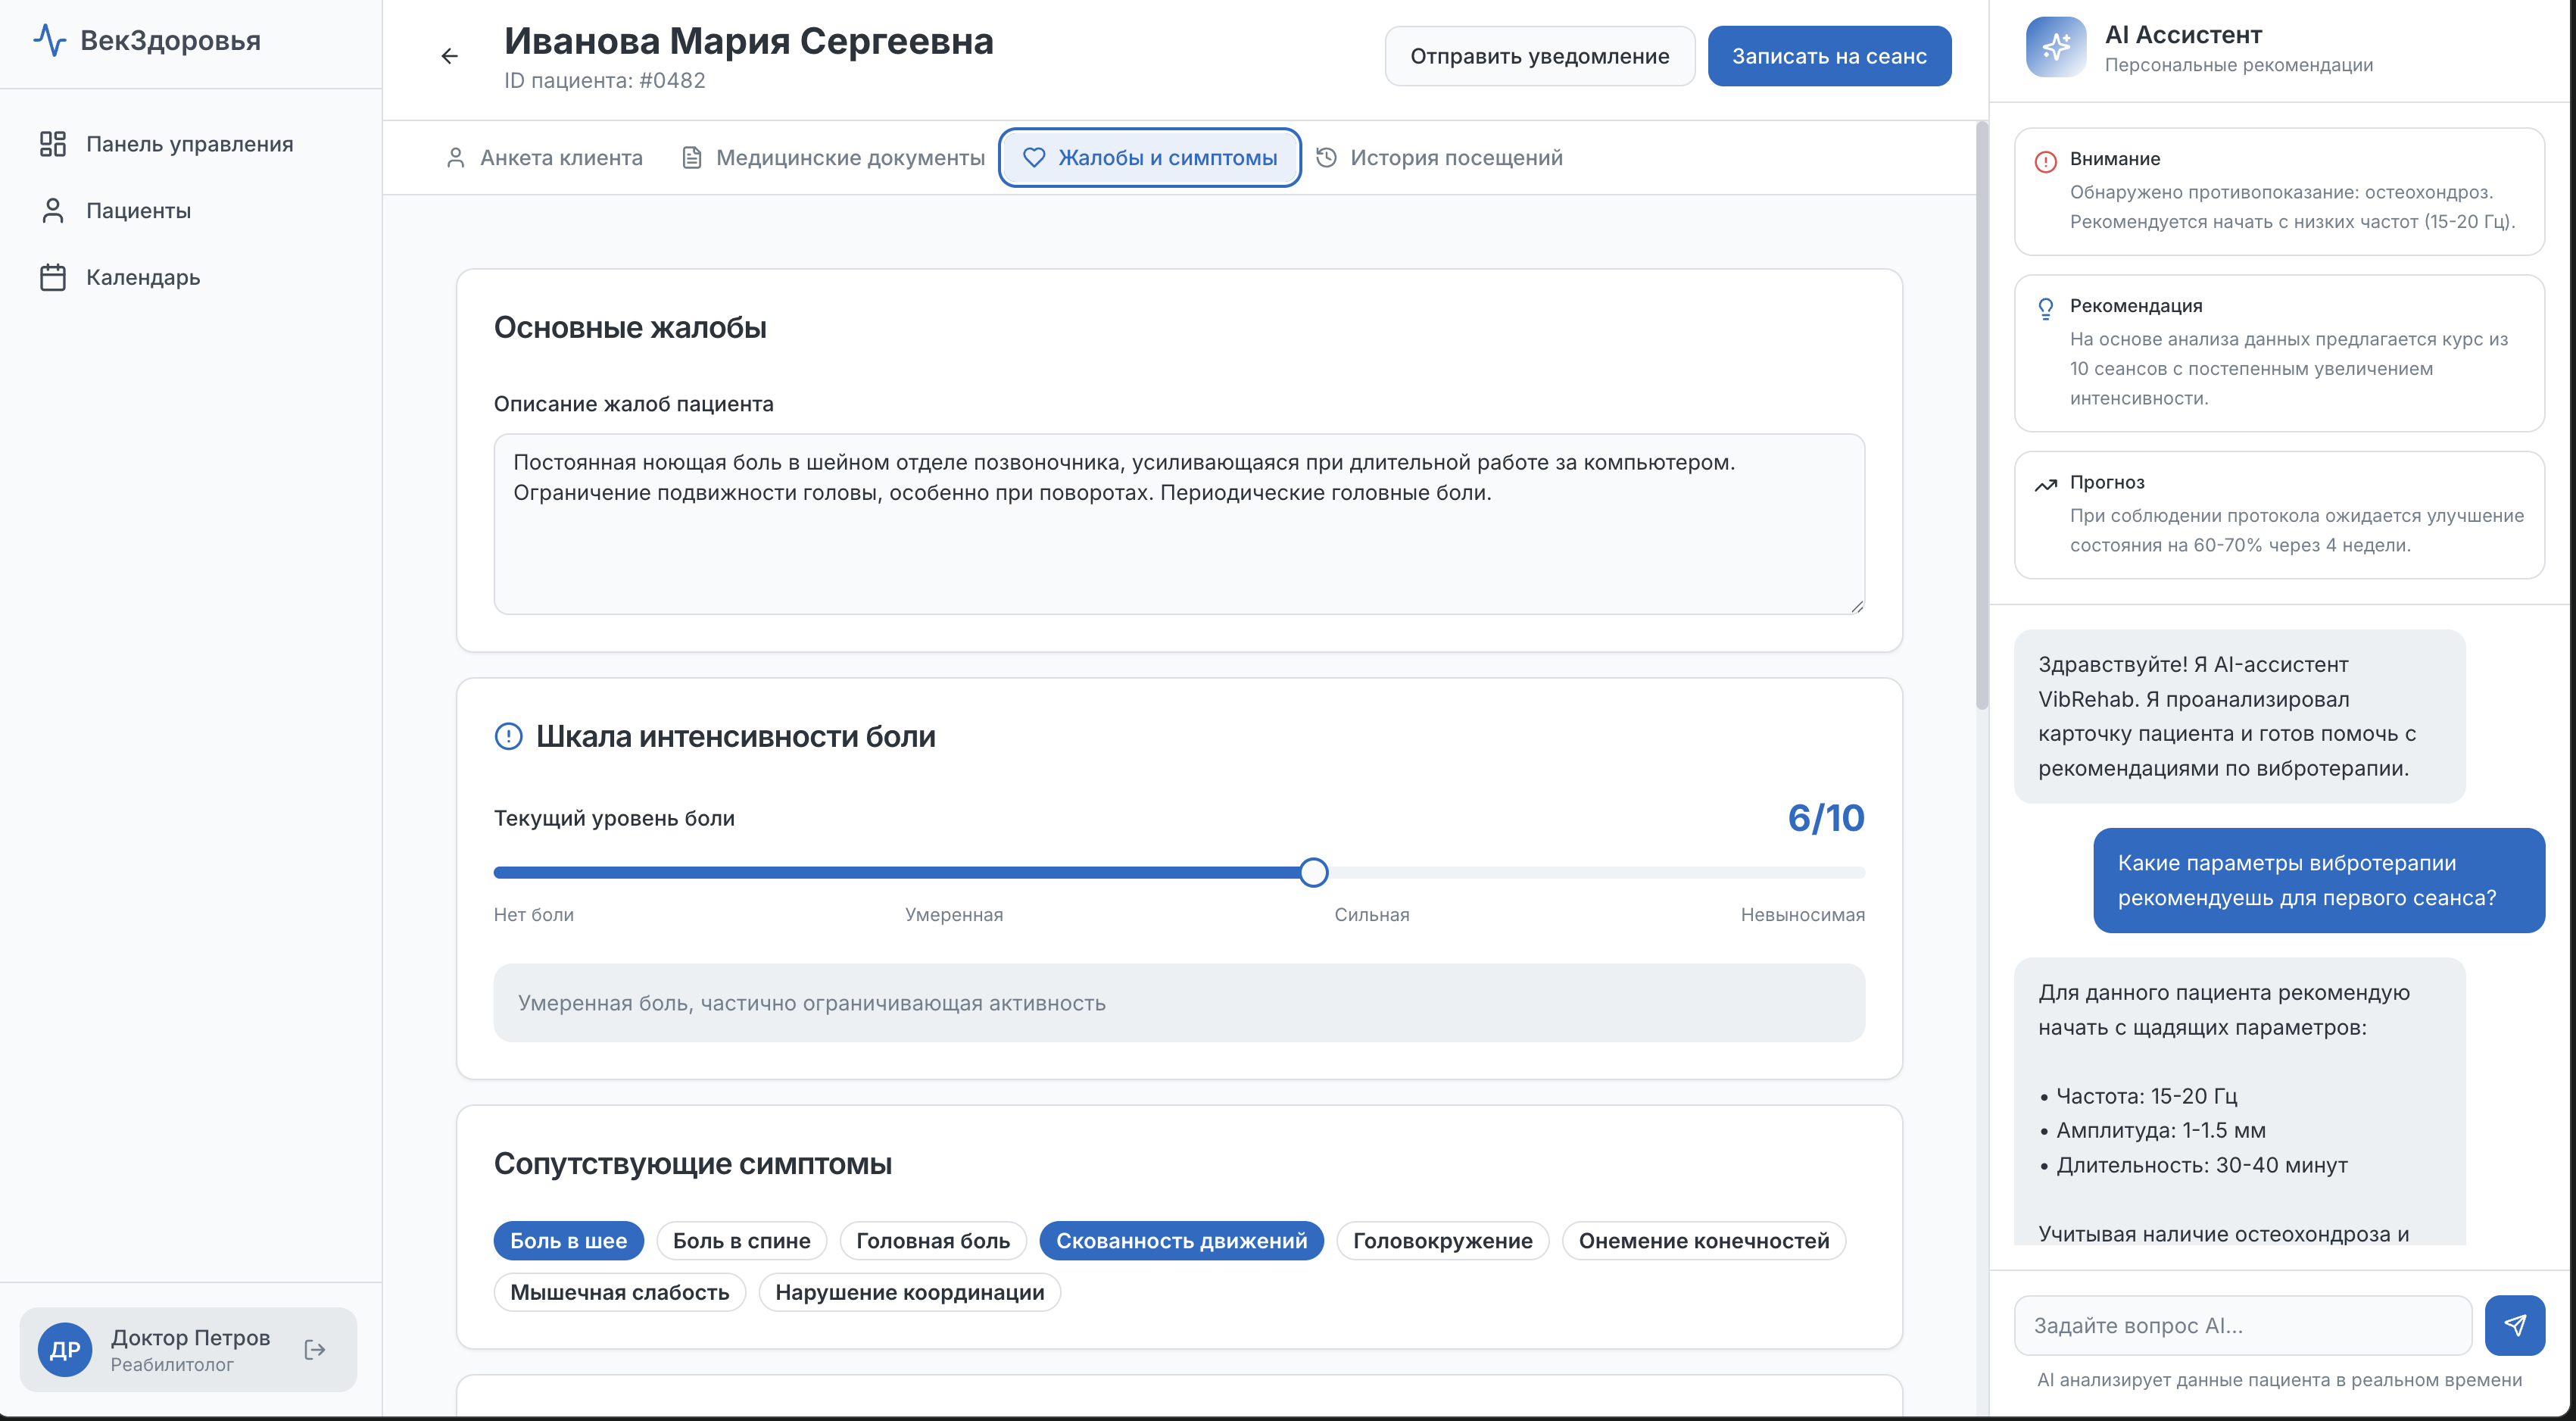 ВекЗдоровья
Панель управления
Пациенты
Календарь
ДР
Доктор Петров
Реабилитолог
Иванова Мария Сергеевна
ID пациента: #0482
Отправить уведомление
Записать на сеанс
Анкета клиента
Медицинские документы
Жалобы и симптомы
История посещений
Основные жалобы
Описание жалоб пациента
Постоянная ноющая боль в шейном отделе позвоночника, усиливающаяся при длительной работе за компьютером.
Ограничение подвижности головы, особенно при поворотах. Периодические головные боли.
Шкала интенсивности боли
Текущий уровень боли
6/10
Нет боли
Умеренная
Сильная
Невыносимая
Умеренная боль, частично ограничивающая активность
Сопутствующие симптомы
Боль в шее
Боль в спине
Головная боль
Скованность движений
Головокружение
Онемение конечностей
Мышечная слабость
Нарушение координации
AI Ассистент
Персональные рекомендации
Внимание
Обнаружено противопоказание: остеохондроз.
Рекомендуется начать с низких частот (15-20 Гц).
Рекомендация
На основе анализа данных предлагается курс из
10 сеансов с постепенным увеличением
интенсивности.
Прогноз
При соблюдении протокола ожидается улучшение
состояния на 60-70% через 4 недели.
Здравствуйте! Я AI-ассистент
VibRehab. Я проанализировал
карточку пациента и готов помочь с
рекомендациями по вибротерапии.
Какие параметры вибротерапии
рекомендуешь для первого сеанса?
Для данного пациента рекомендую
начать с щадящих параметров:
• Частота: 15-20 Гц
• Амплитуда: 1-1.5 мм
• Длительность: 30-40 минут
Учитывая наличие остеохондроза и
Задайте вопрос AI...
AI анализирует данные пациента в реальном времени